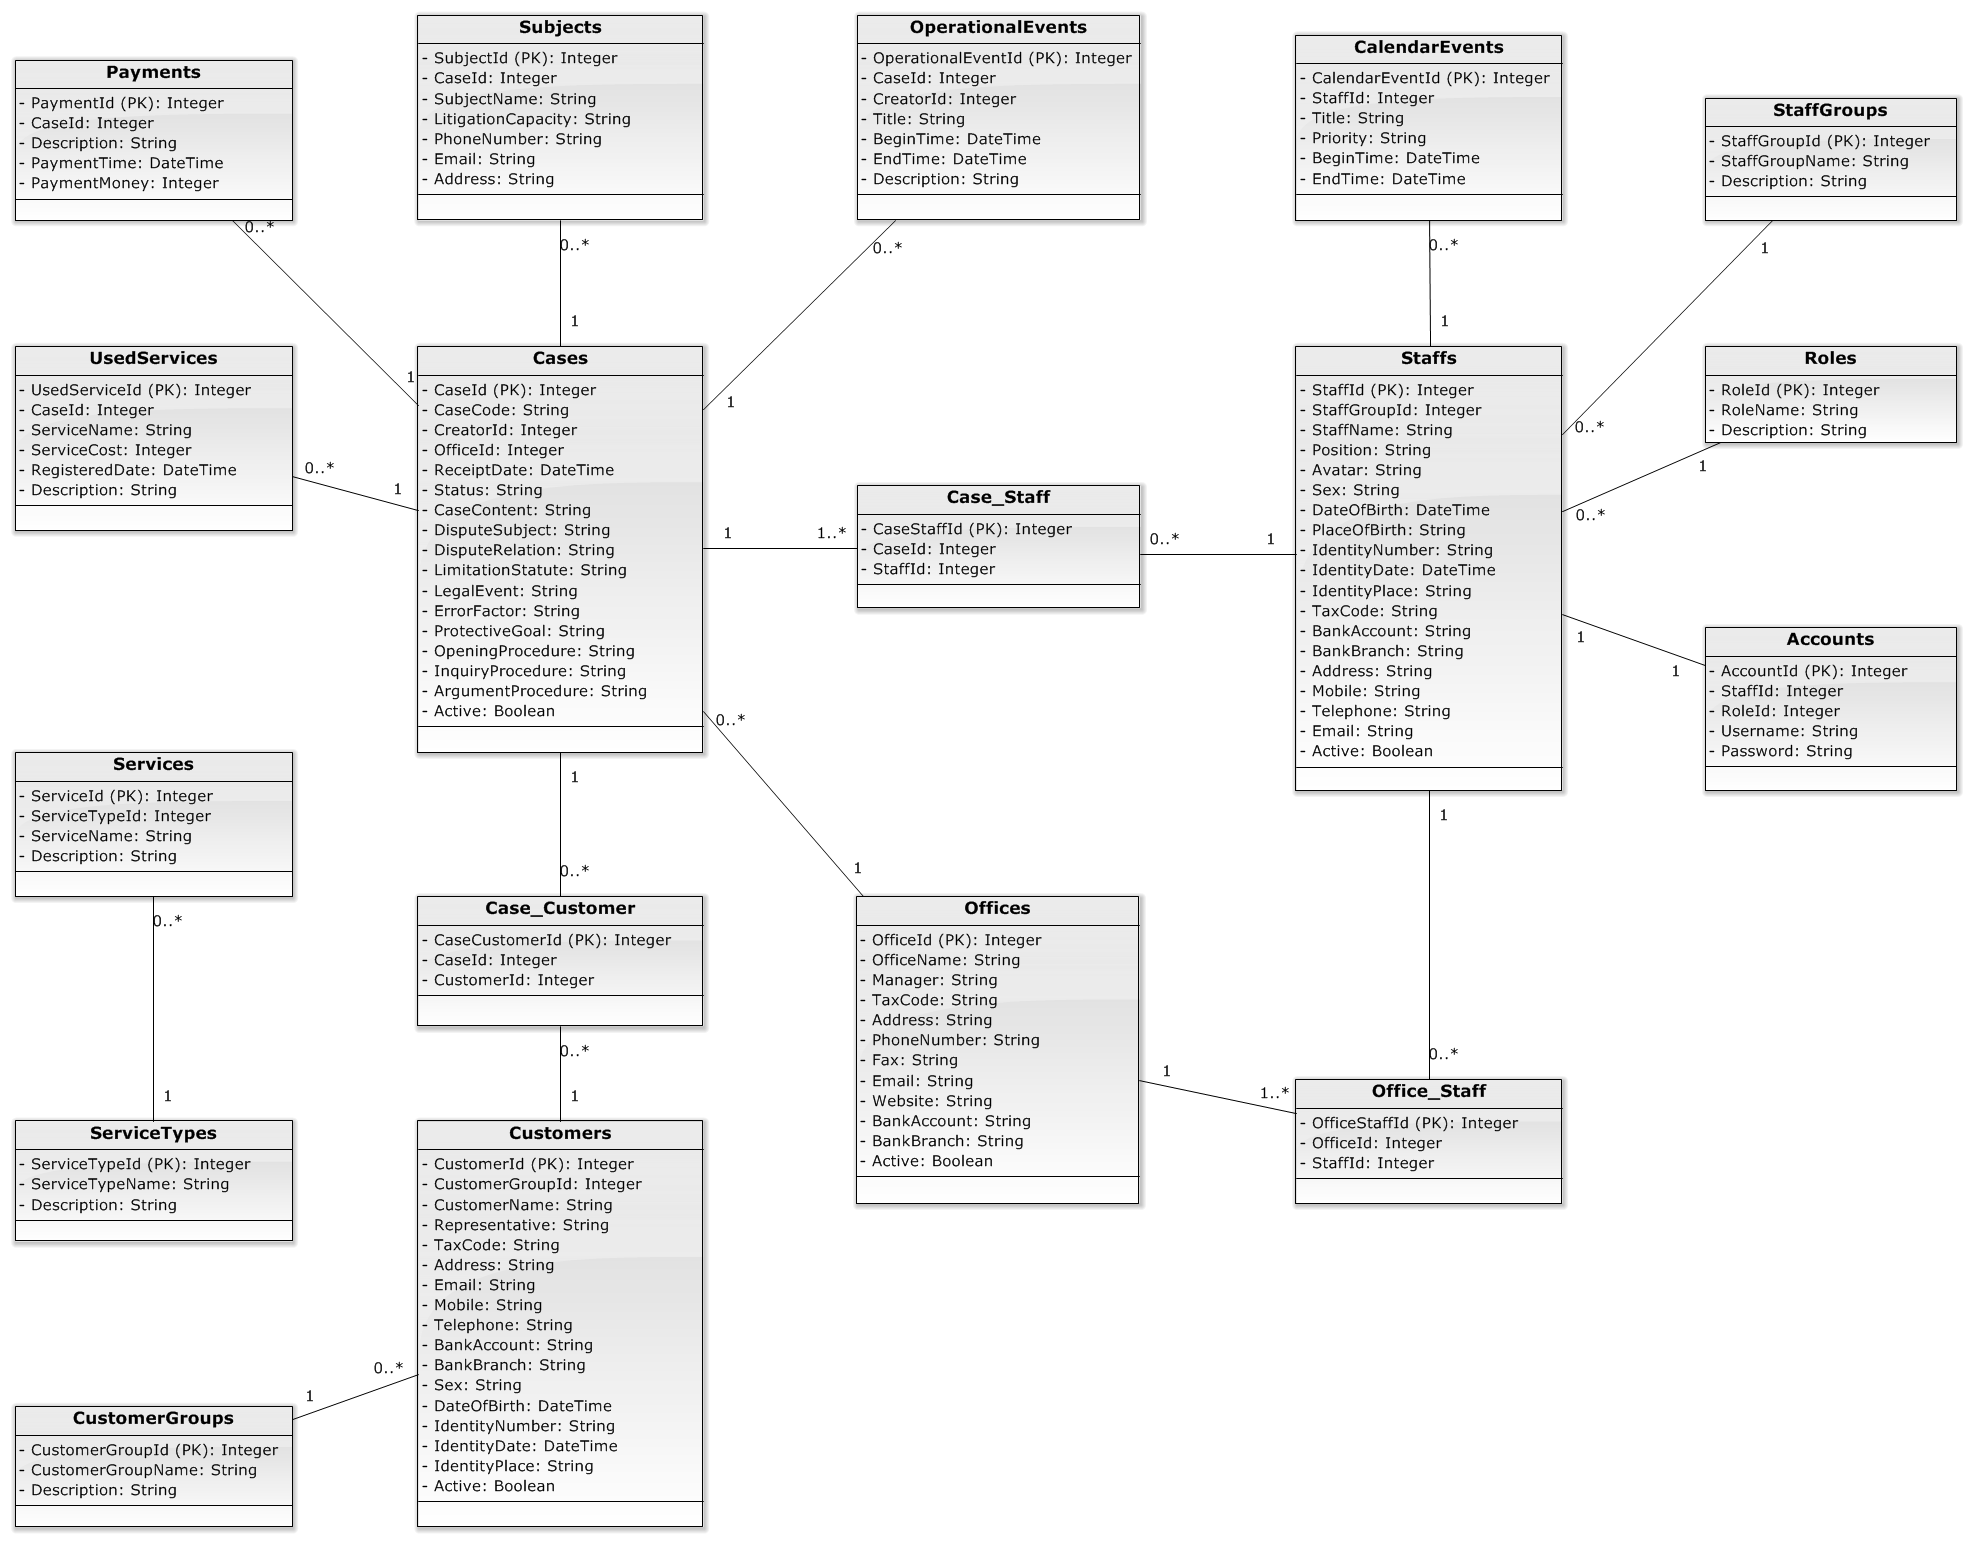 Payments
- PaymentId (PK): Integer
- CaseId: Integer
- Description: String
- PaymentTime: DateTime
- PaymentMoney: Integer
0..*
1
Subjects
- SubjectId (PK): Integer
- CaseId: Integer
- SubjectName: String
- LitigationCapacity: String
- PhoneNumber: String
- Email: String
- Address: String
0..*
1
OperationalEvents
- OperationalEventId (PK): Integer
- CaseId: Integer
- CreatorId: Integer
- Title: String
- BeginTime: DateTime
- EndTime: DateTime
- Description: String
0..*
1
CalendarEvents
- CalendarEventId (PK): Integer
- StaffId: Integer
- Title: String
- Priority: String
- BeginTime: DateTime
- EndTime: DateTime
0..*
1
StaffGroups
- StaffGroupId (PK): Integer
- StaffGroupName: String
- Description: String
1
0..*
UsedServices
- UsedServiceId (PK): Integer
- CaseId: Integer
- ServiceName: String
- ServiceCost: Integer
- RegisteredDate: DateTime
- Description: String
0..*
1
Cases
- CaseId (PK): Integer
- CaseCode: String
- CreatorId: Integer
- OfficeId: Integer
- ReceiptDate: DateTime
- Status: String
- CaseContent: String
- DisputeSubject: String
- DisputeRelation: String
- LimitationStatute: String
- LegalEvent: String
- ErrorFactor: String
- ProtectiveGoal: String
- OpeningProcedure: String
- InquiryProcedure: String
- ArgumentProcedure: String
- Active: Boolean
1
1..*
Case_Staff
- CaseStaffId (PK): Integer
- CaseId: Integer
- StaffId: Integer
0..*
1
Staffs
- StaffId (PK): Integer
- StaffGroupId: Integer
- StaffName: String
- Position: String
- Avatar: String
- Sex: String
- DateOfBirth: DateTime
- PlaceOfBirth: String
- IdentityNumber: String
- IdentityDate: DateTime
- IdentityPlace: String
- TaxCode: String
- BankAccount: String
- BankBranch: String
- Address: String
- Mobile: String
- Telephone: String
- Email: String
- Active: Boolean
Roles
- RoleId (PK): Integer
- RoleName: String
- Description: String
1
0..*
Accounts
- AccountId (PK): Integer
- StaffId: Integer
- RoleId: Integer
- Username: String
- Password: String
1
1
Services
- ServiceId (PK): Integer
- ServiceTypeId: Integer
- ServiceName: String
- Description: String
0..*
1
1
0..*
0..*
1
1
0..*
Case_Customer
- CaseCustomerId (PK): Integer
- CaseId: Integer
- CustomerId: Integer
0..*
1
Offices
- OfficeId (PK): Integer
- OfficeName: String
- Manager: String
- TaxCode: String
- Address: String
- PhoneNumber: String
- Fax: String
- Email: String
- Website: String
- BankAccount: String
- BankBranch: String
- Active: Boolean
1
1..*
Office_Staff
- OfficeStaffId (PK): Integer
- OfficeId: Integer
- StaffId: Integer
ServiceTypes
- ServiceTypeId (PK): Integer
- ServiceTypeName: String
- Description: String
Customers
- CustomerId (PK): Integer
- CustomerGroupId: Integer
- CustomerName: String
- Representative: String
- TaxCode: String
- Address: String
- Email: String
- Mobile: String
- Telephone: String
- BankAccount: String
- BankBranch: String
- Sex: String
- DateOfBirth: DateTime
- IdentityNumber: String
- IdentityDate: DateTime
- IdentityPlace: String
- Active: Boolean
0..*
1
CustomerGroups
- CustomerGroupId (PK): Integer
- CustomerGroupName: String
- Description: String